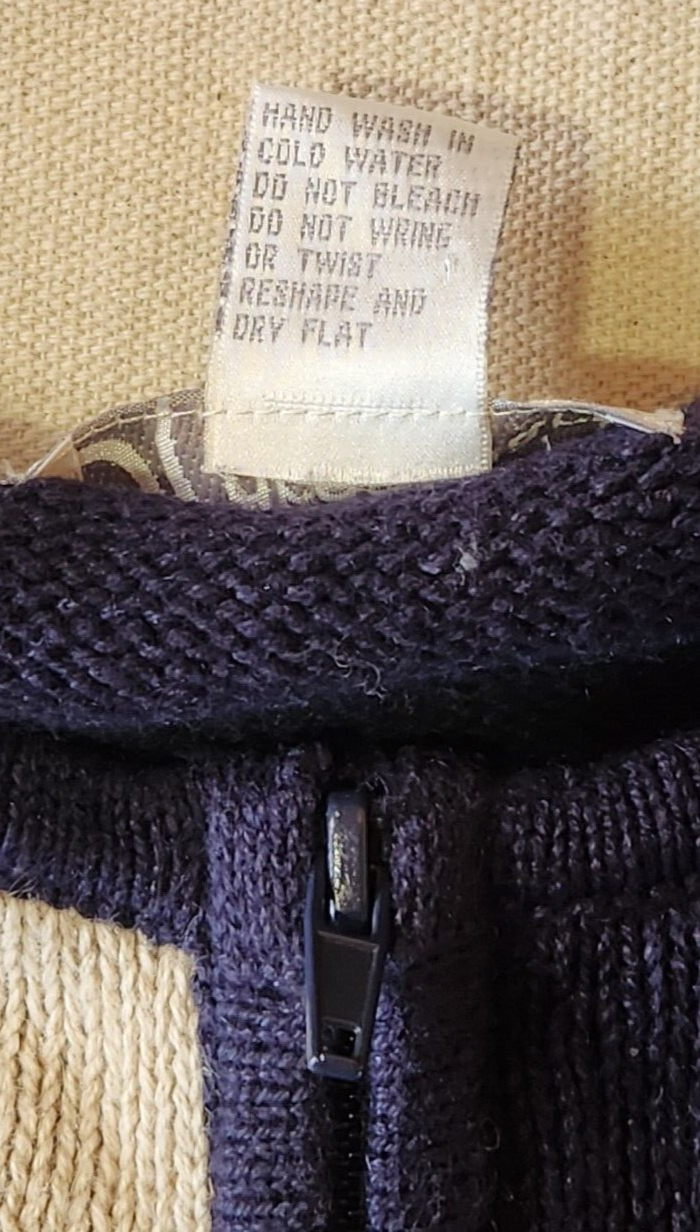 HAND WASH IN
COLD WATER
DO NOT BLEACH
DO NOT WRING
OR TWIST
RESHAPE AND
DRY FLAT